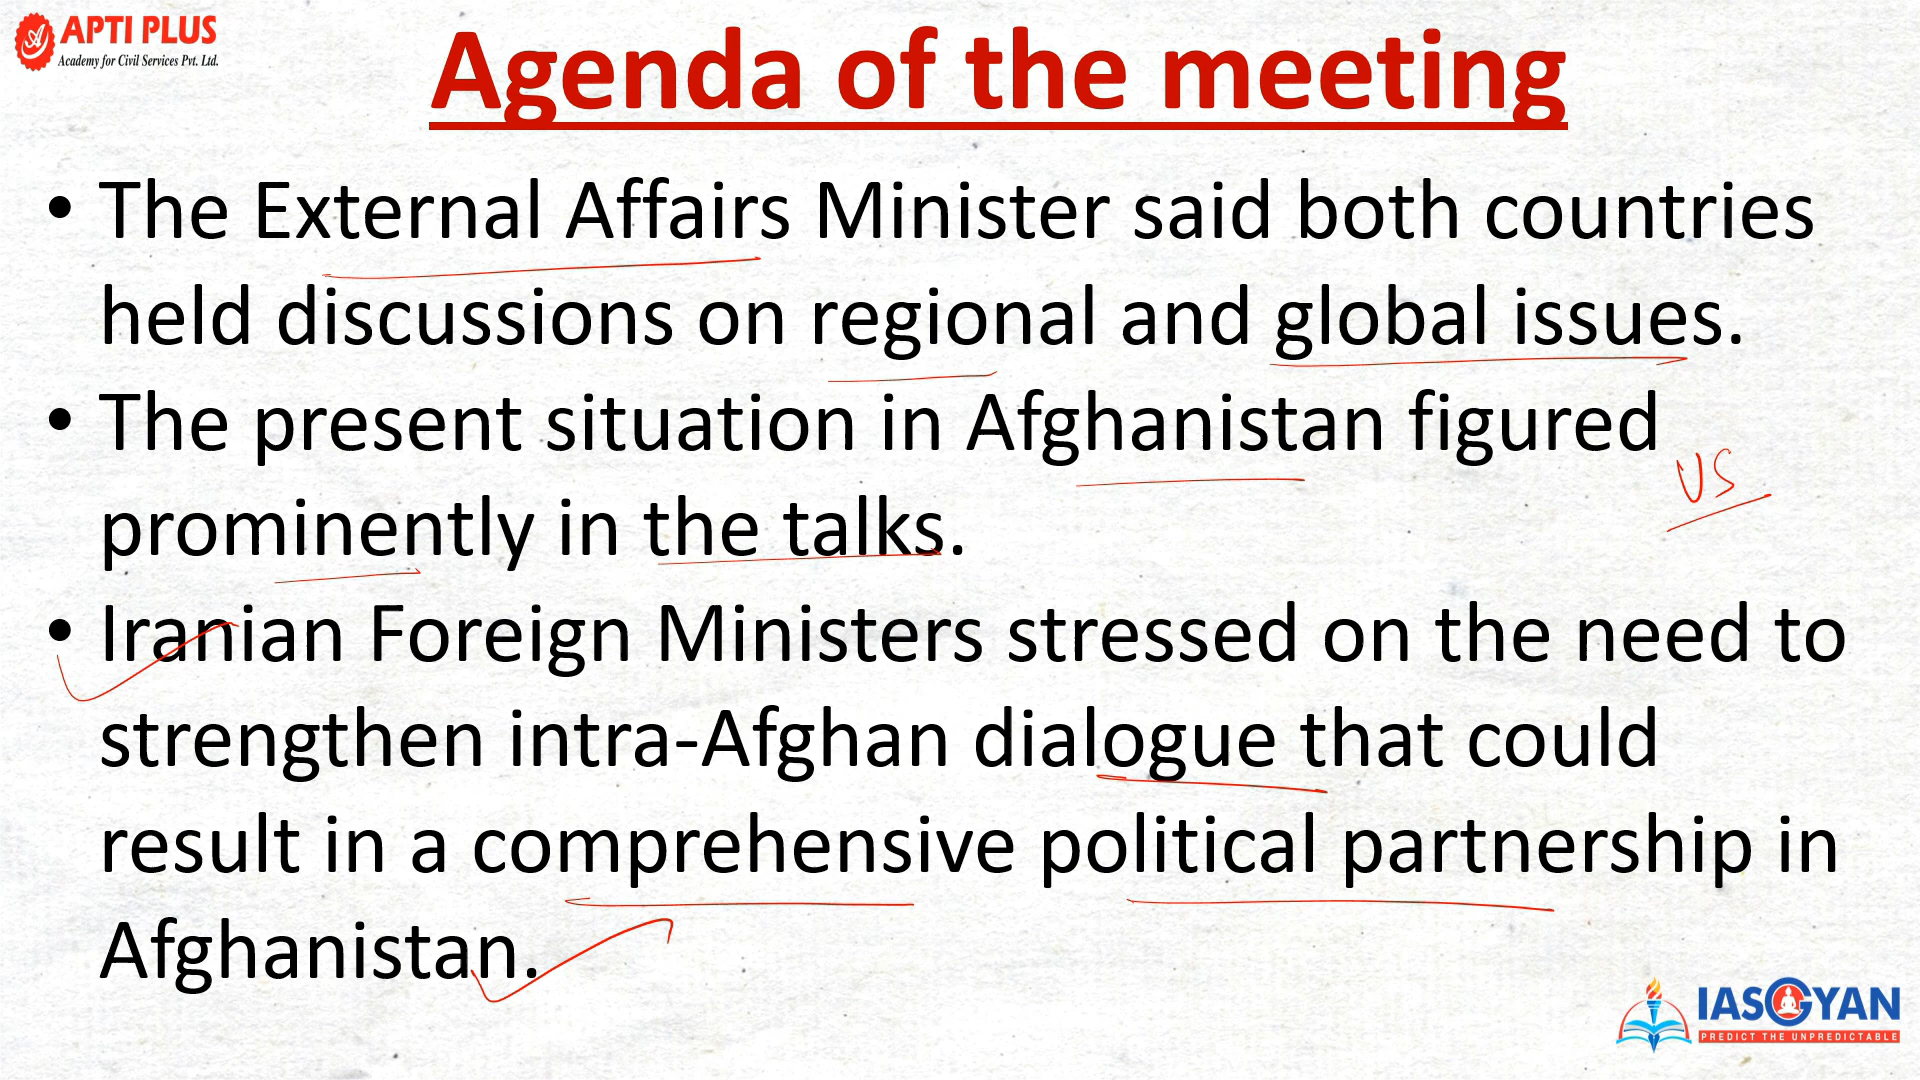 APTI PLUS
Academy for Civil Services Pvt. Ltd.
Agenda of the meeting
• The External Affairs Minister said both countries
held discussions on regional and global issues.
• The present situation in Afghanistan figured
US
prominently in the talks.
• Iranian Foreign Ministers stressed on the need to
strengthen intra-Afghan dialogue that could
result in a comprehensive political partnership in
Afghanistan.
IASGYAN
PREDICT THE UNPREDICTABLE